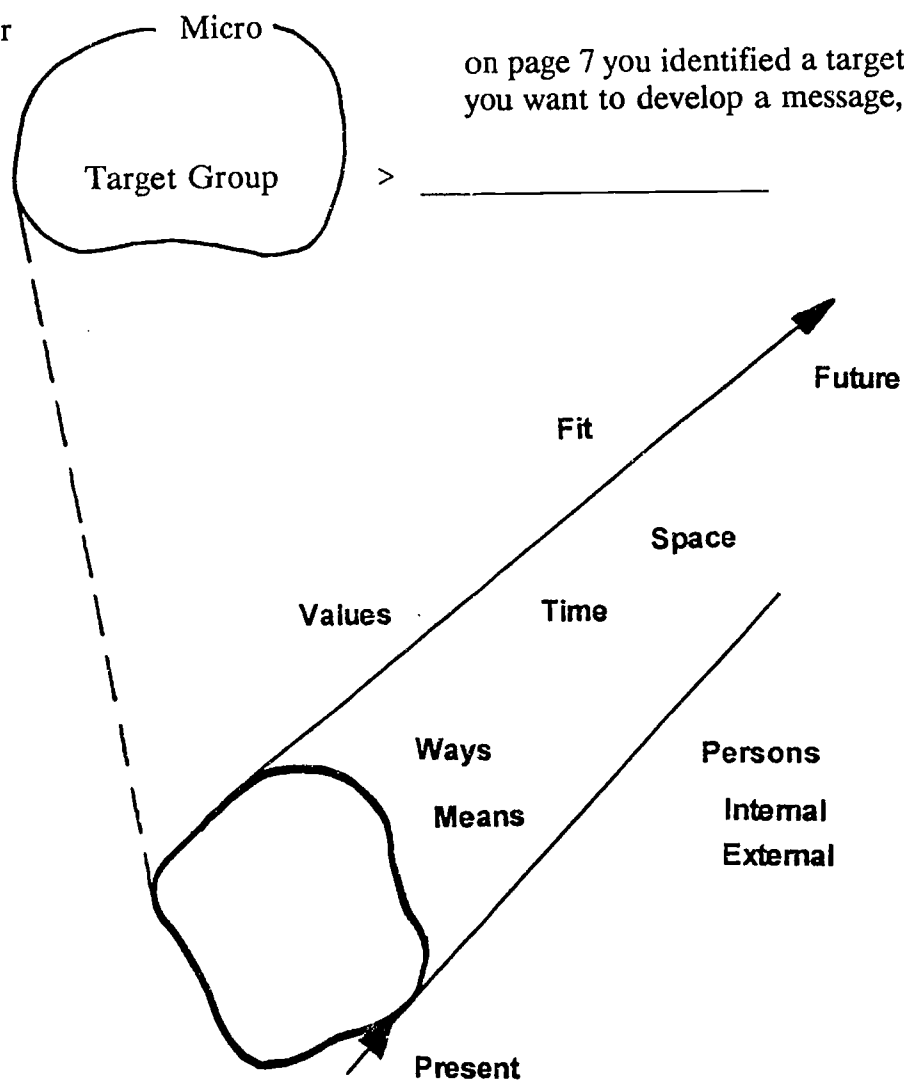 r
Micro
on page 7 you identified a target
you want to develop a message,
Target Group > ____________
Future
Fit
Space
Values
Time
Ways
Persons
Means
Internal
External
Present